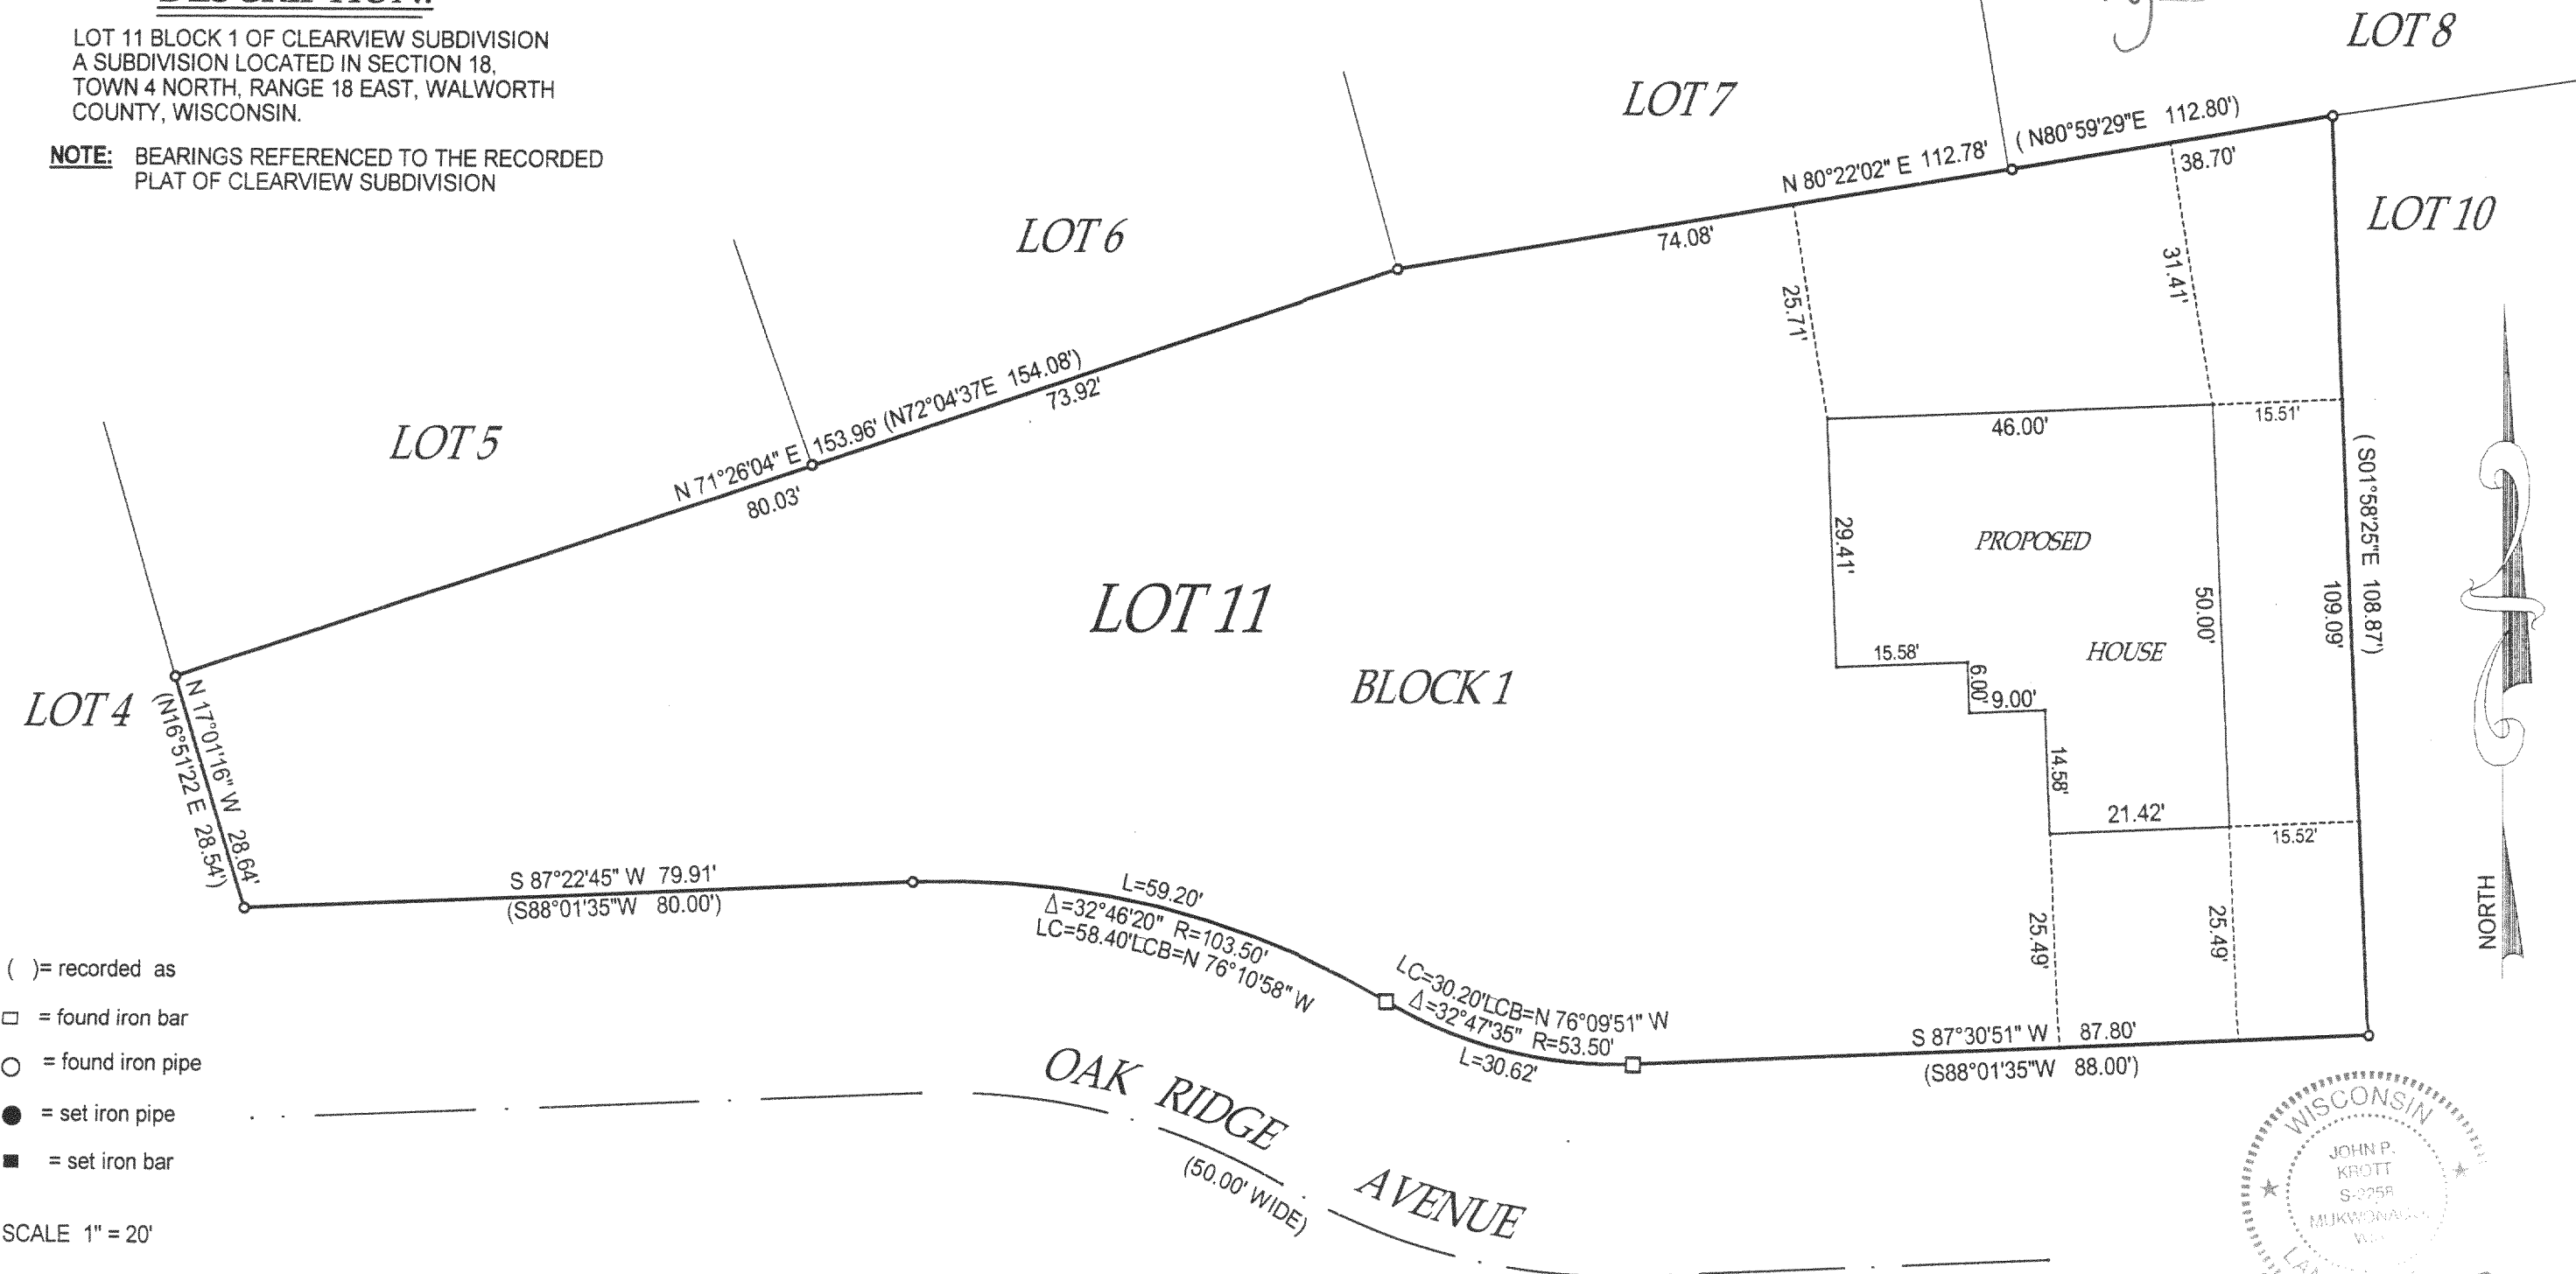 DESCRIPTION:
LOT 11 BLOCK 1 OF CLEARVIEW SUBDIVISION
A SUBDIVISION LOCATED IN SECTION 18,
TOWN 4 NORTH, RANGE 18 EAST, WALWORTH
COUNTY, WISCONSIN.
NOTE: BEARINGS REFERENCED TO THE RECORDED
PLAT OF CLEARVIEW SUBDIVISION
LOT 8
LOT 7
LOT 6
LOT 5
LOT 4
LOT 10
N 80°22'02" E 112.78' ( N80°59'29"E 112.80')
74.08'
38.70'
25.71'
31.41'
N 71°26'04" E 153.96' (N72°04'37E 154.08')
73.92'
80.03'
46.00'
15.51'
29.41'
PROPOSED
HOUSE
50.00'
(S01°58'25"E 108.87')
109.09'
15.58'
6.00'
9.00'
14.58'
21.42'
15.52'
25.49'
25.49'
LOT 11
BLOCK 1
N 17°01'16" W 28.64'
(N16°51'22 E 28.54')
S 87°22'45" W 79.91'
(S88°01'35"W 80.00')
L=59.20'
Δ=32°46'20" R=103.50'
LC=58.40' LCB=N 76°10'58" W
LC=30.20' LCB=N 76°09'51" W
Δ=32°47'35" R=53.50'
L=30.62'
S 87°30'51" W 87.80'
(S88°01'35"W 88.00')
OAK RIDGE AVENUE
(50.00' WIDE)
NORTH
( )= recorded as
= found iron bar
= found iron pipe
= set iron pipe
= set iron bar
SCALE 1" = 20'
WISCONSIN
JOHN P.
KROTT